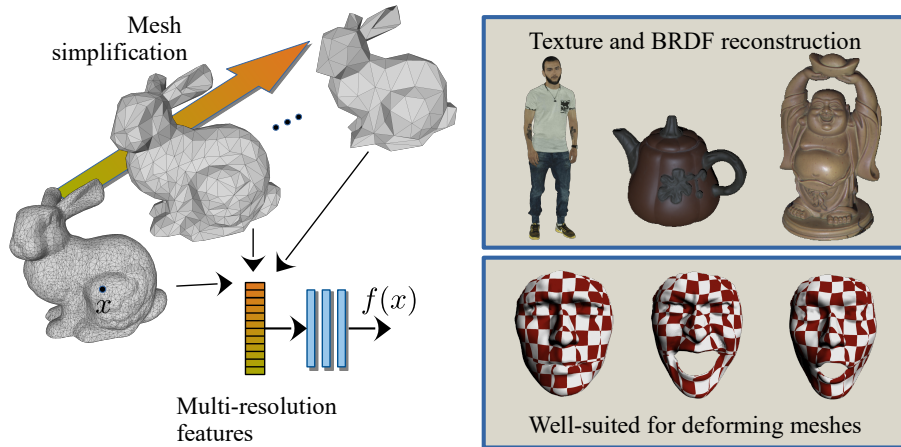 Mesh
simplification
x
f(x)
Multi-resolution
features
Texture and BRDF reconstruction
Well-suited for deforming meshes